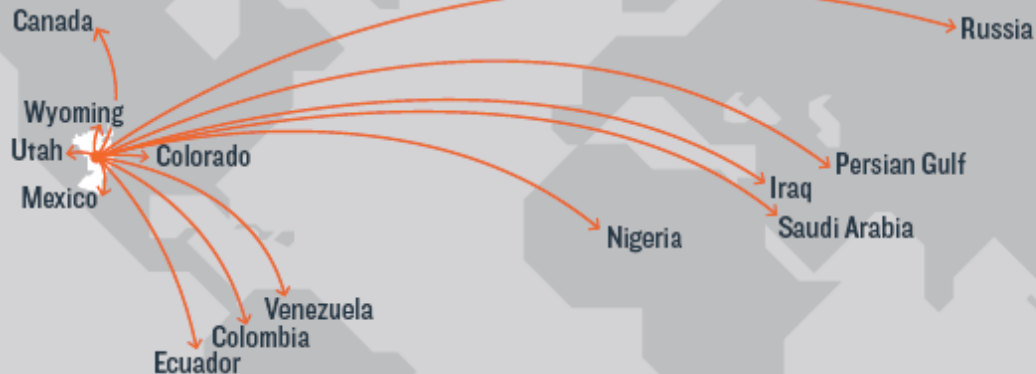 Canada
Russia
Wyoming
Utah
Colorado
Persian Gulf
Iraq
Mexico
Saudi Arabia
Nigeria
Venezuela
Colombia
Ecuador